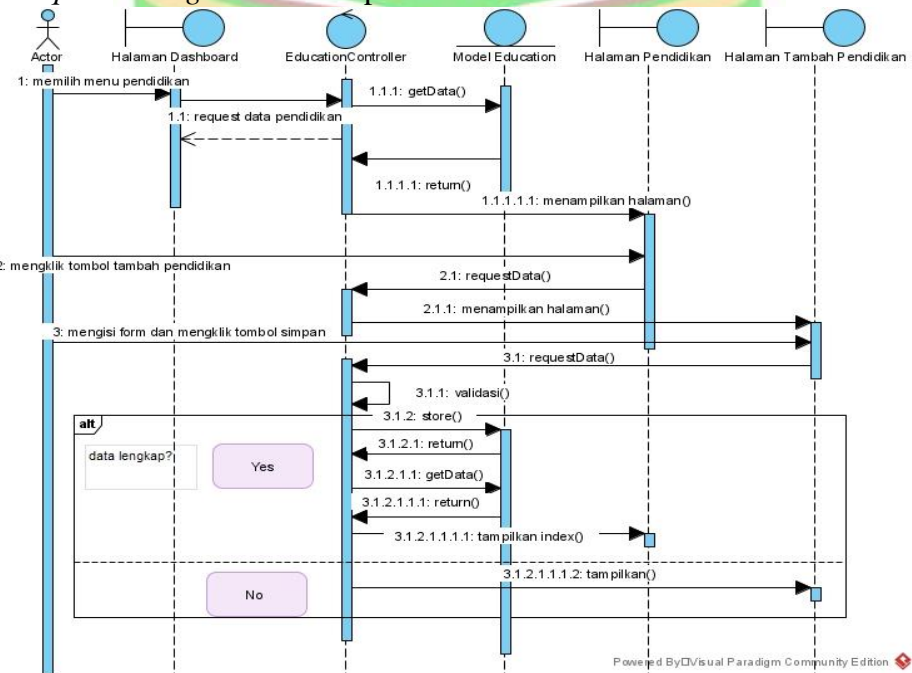 Actor
Halaman Dashboard
EducationController
Model Education
Halaman Pendidikan
Halaman Tambah Pendidikan
1: memilih menu pendidikan
1.1.1: getData()
1.1: request data pendidikan
1.1.1.1: return()
1.1.1.1.1: menampilkan halaman()
2: mengklik tombol tambah pendidikan
2.1: requestData()
2.1.1: menampilkan halaman()
3: mengisi form dan mengklik tombol simpan
3.1: requestData()
3.1.1: validasi()
3.1.2: store()
alt
3.1.2.1: return()
data lengkap?
Yes
3.1.2.1.1: getData()
3.1.2.1.1.1: return()
3.1.2.1.1.1.1: tampilkan index()
3.1.2.1.1.1.2: tampilkan()
No
Powered By Visual Paradigm Community Edition